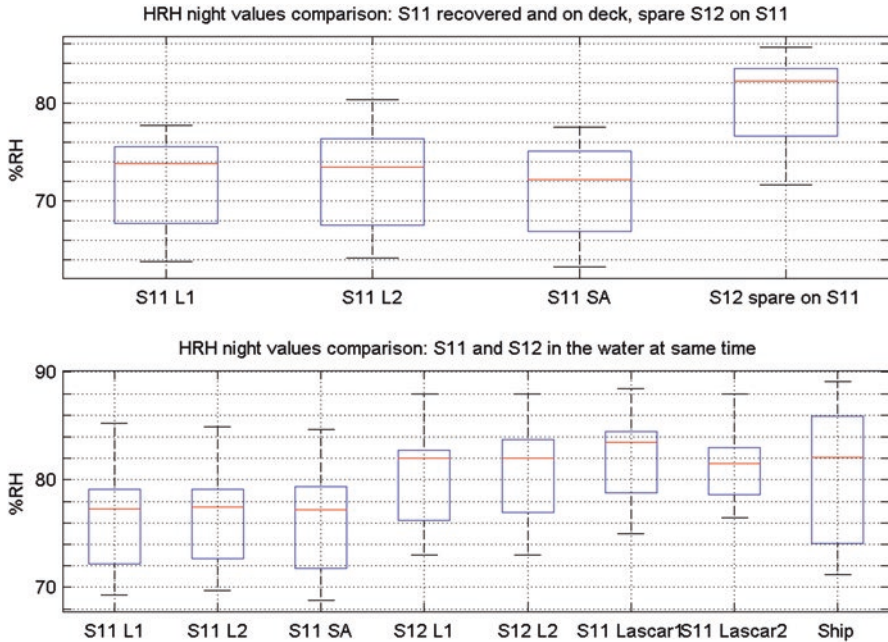 HRH night values comparison: S11 recovered and on deck, spare S12 on S11
%RH
80
70
S11 L1 S11 L2 S11 SA S12 spare on S11
HRH night values comparison: S11 and S12 in the water at same time
%RH
90
80
70
S11 L1 S11 L2 S11 SA S12 L1 S12 L2 S11 Lascar1 S11 Lascar2 Ship